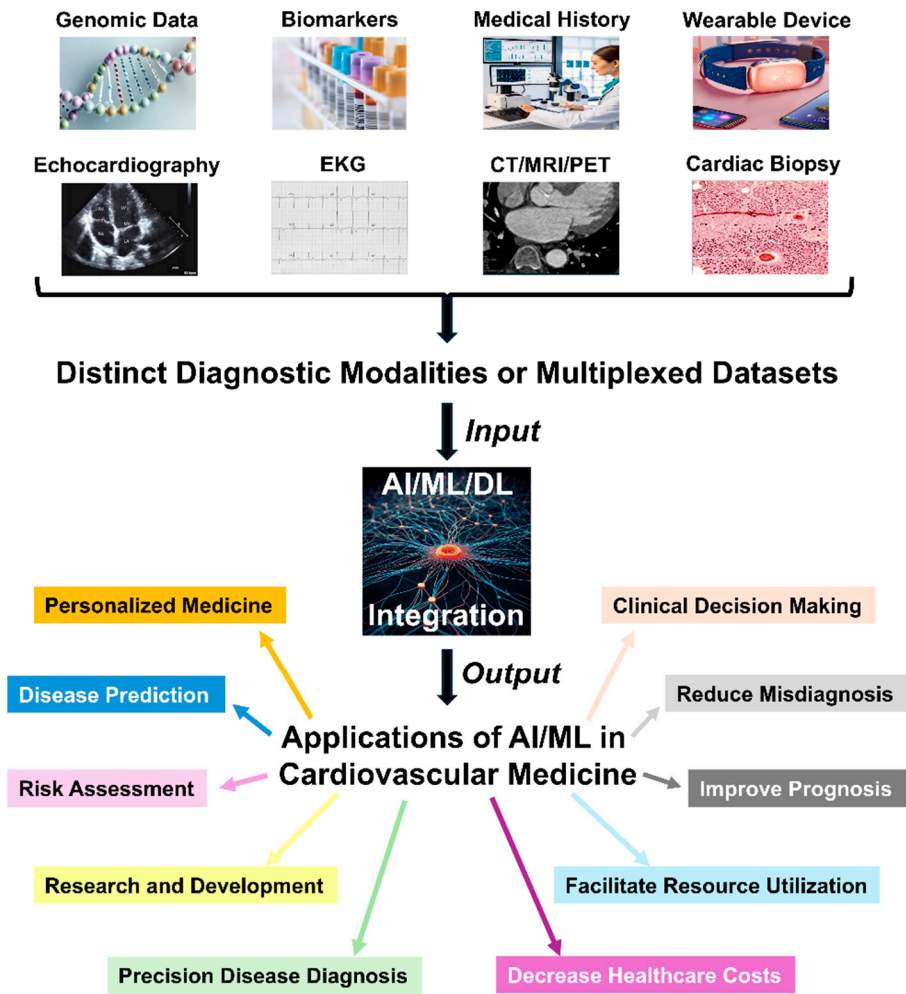 Genomic Data
Biomarkers
Medical History
Wearable Device
Echocardiography
EKG
CT/MRI/PET
Cardiac Biopsy
Distinct Diagnostic Modalities or Multiplexed Datasets
Input
AI/ML/DL
Integration
Output
Personalized Medicine
Clinical Decision Making
Disease Prediction
Reduce Misdiagnosis
Applications of AI/ML in
Cardiovascular Medicine
Risk Assessment
Improve Prognosis
Research and Development
Facilitate Resource Utilization
Precision Disease Diagnosis
Decrease Healthcare Costs